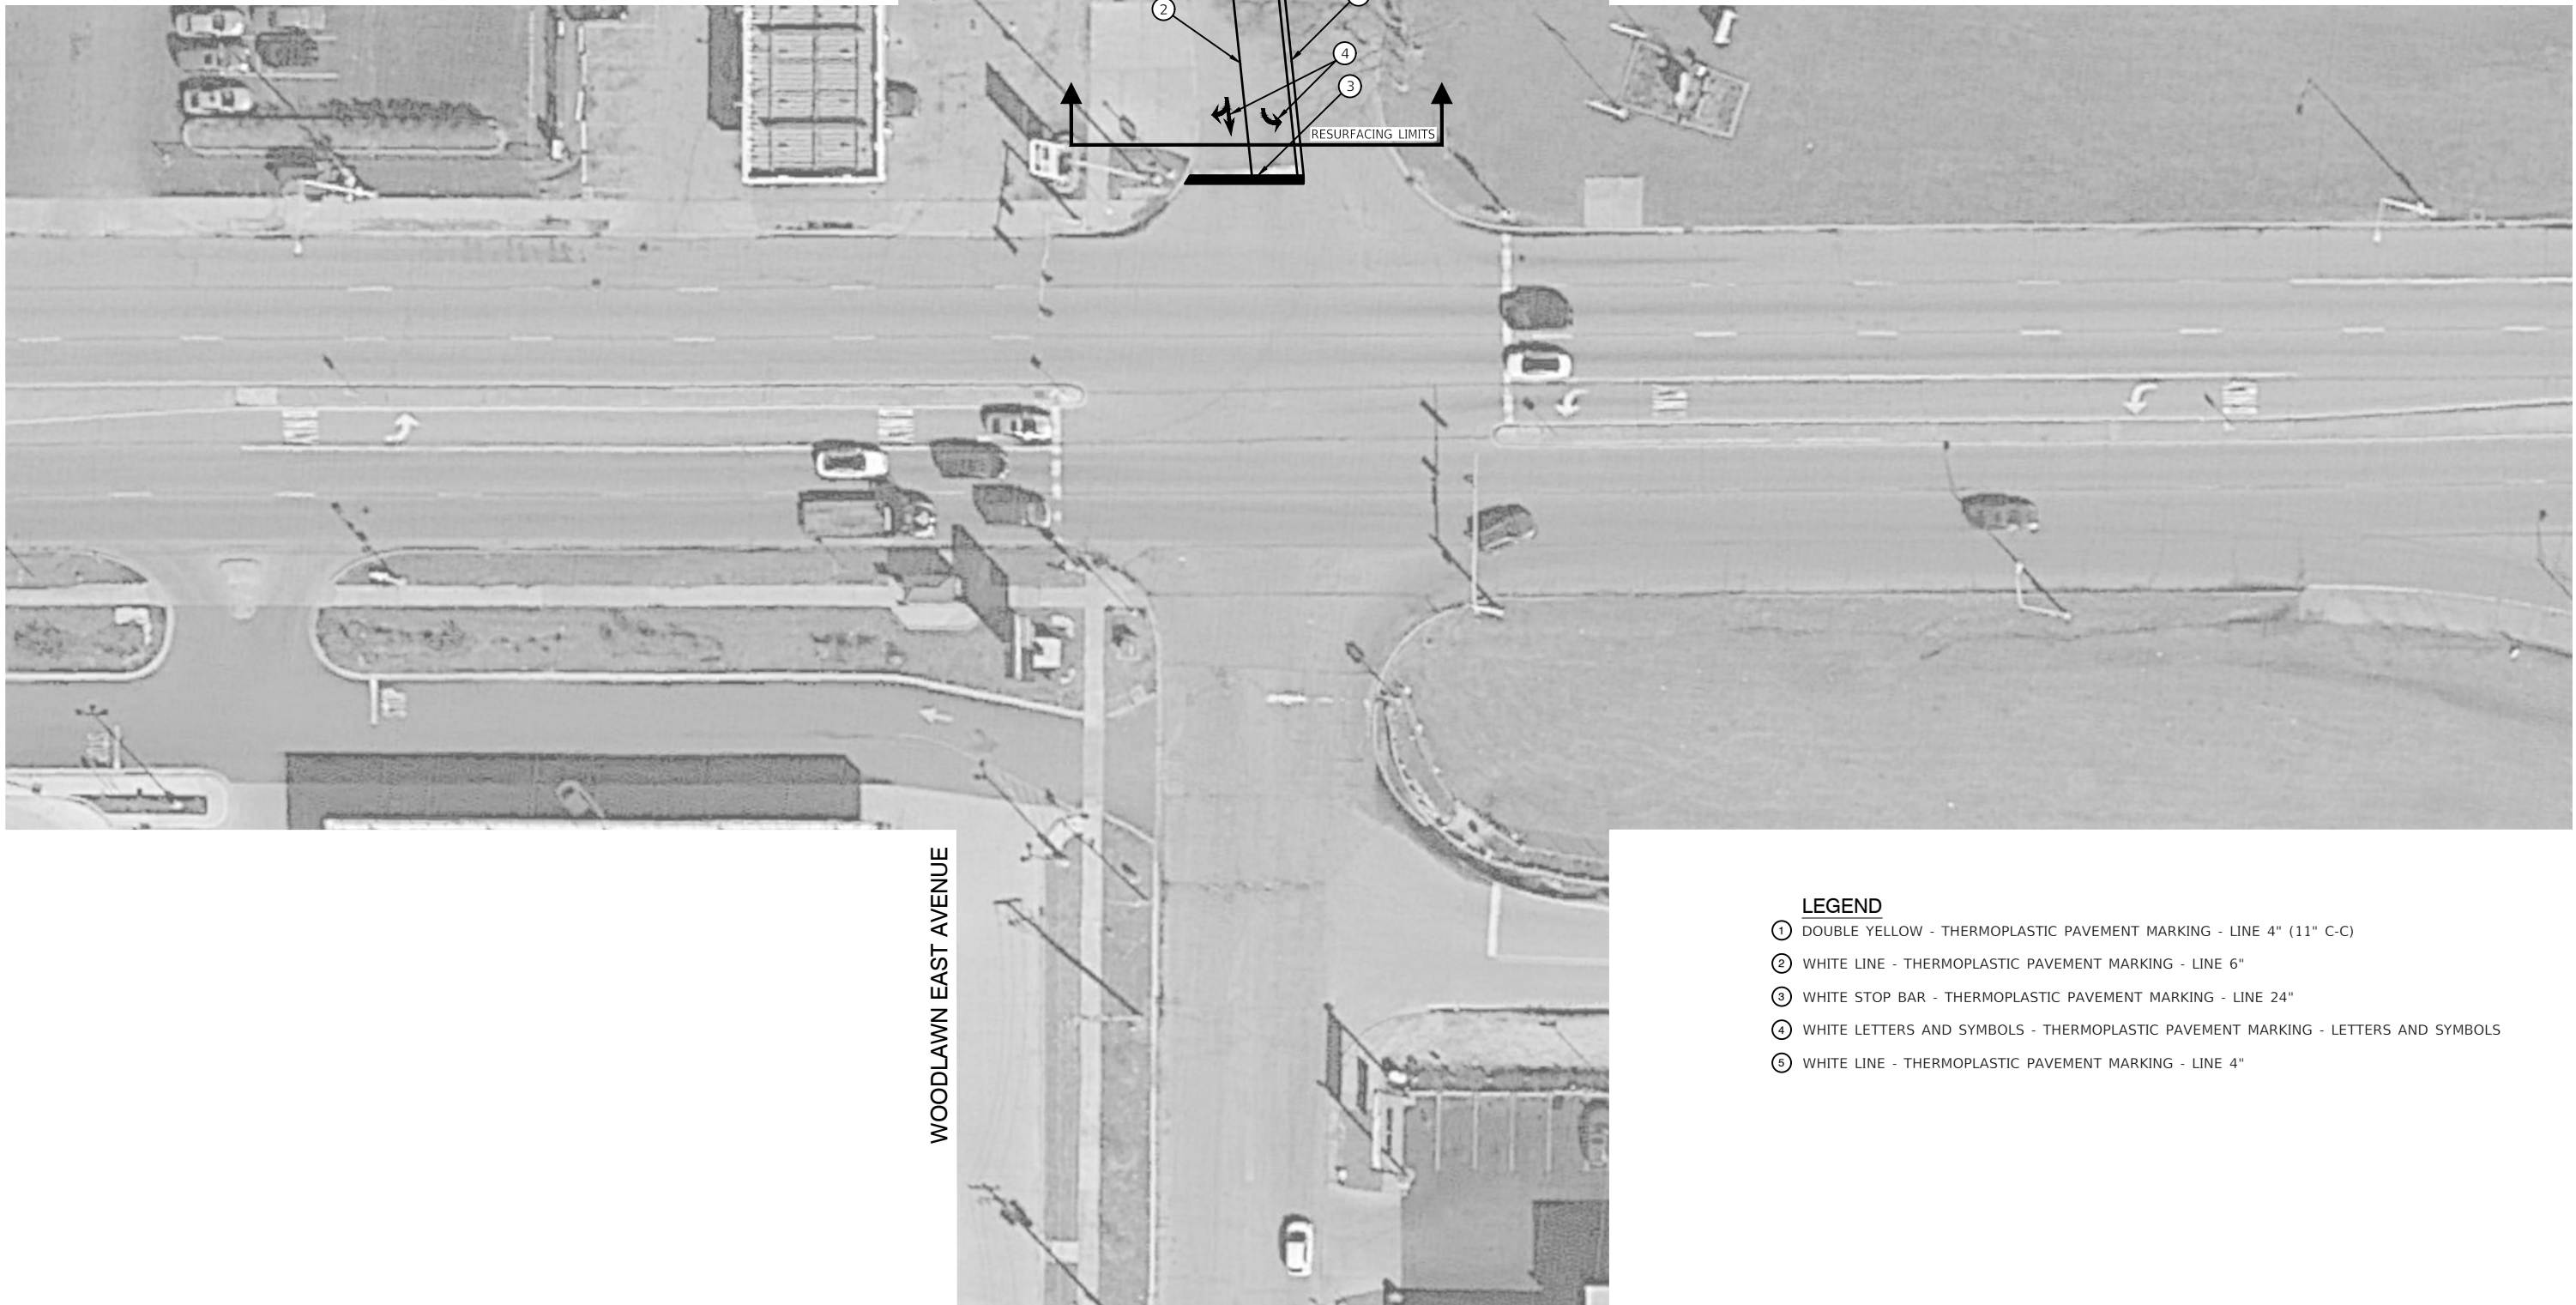 2
4
3
RESURFACING LIMITS
WOODLAWN EAST AVENUE
LEGEND
1 DOUBLE YELLOW - THERMOPLASTIC PAVEMENT MARKING - LINE 4" (11" C-C)
2 WHITE LINE - THERMOPLASTIC PAVEMENT MARKING - LINE 6"
3 WHITE STOP BAR - THERMOPLASTIC PAVEMENT MARKING - LINE 24"
4 WHITE LETTERS AND SYMBOLS - THERMOPLASTIC PAVEMENT MARKING - LETTERS AND SYMBOLS
5 WHITE LINE - THERMOPLASTIC PAVEMENT MARKING - LINE 4"